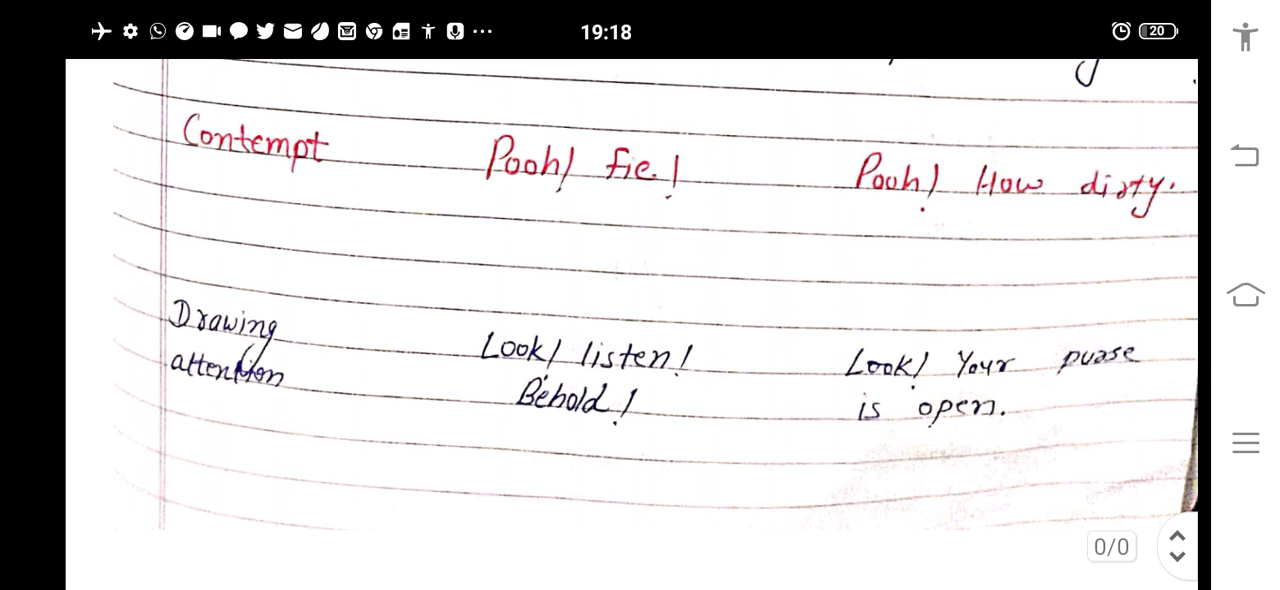 19:18
20
Contempt Pooh! fie.! Pooh! How dirty.
Drawing Look! listen! Look! Your purse
attention Behold! is open.
0/0